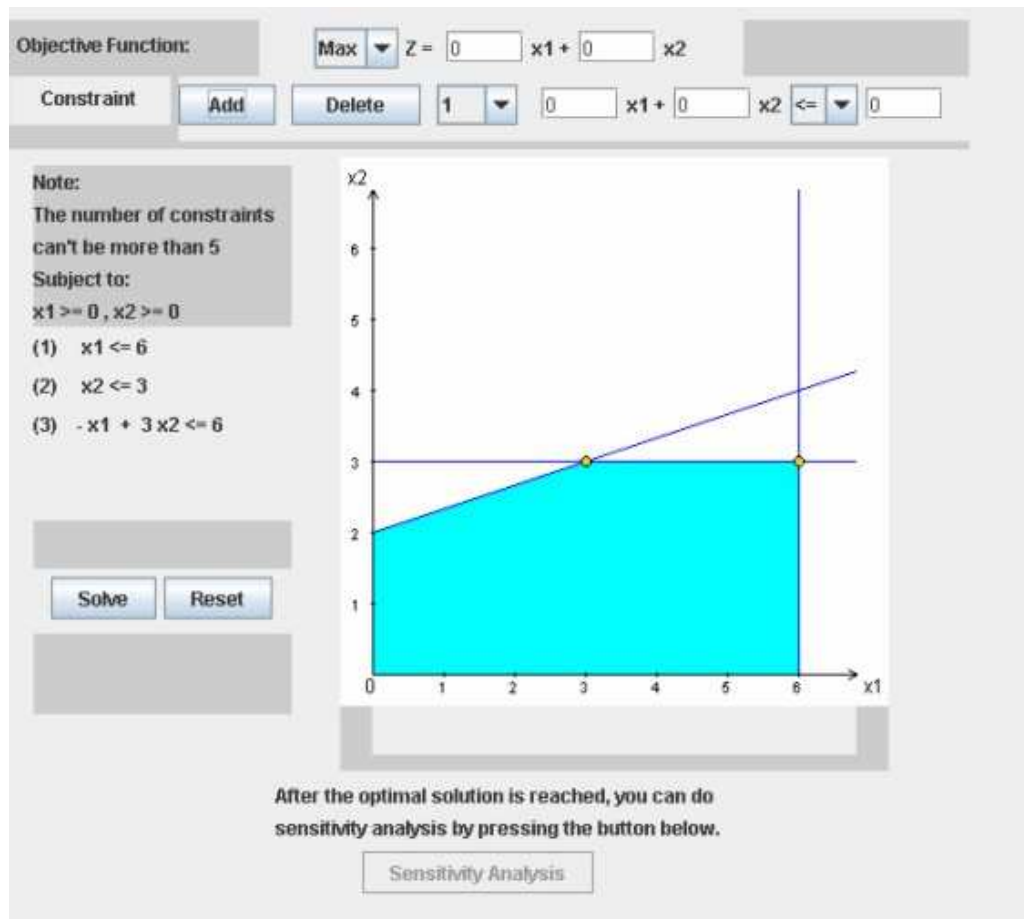 Objective Function: Max Z = 0 x1 + 0 x2
Constraint Add Delete 1 0 x1 + 0 x2 <= 0
Note:
The number of constraints
can't be more than 5
Subject to:
x1 >= 0 , x2 >= 0
(1) x1 <= 6
(2) x2 <= 3
(3) - x1 + 3 x2 <= 6
Solve Reset
x2
6
5
4
3
2
1
0 1 2 3 4 5 6 x1
After the optimal solution is reached, you can do
sensitivity analysis by pressing the button below.
Sensitivity Analysis